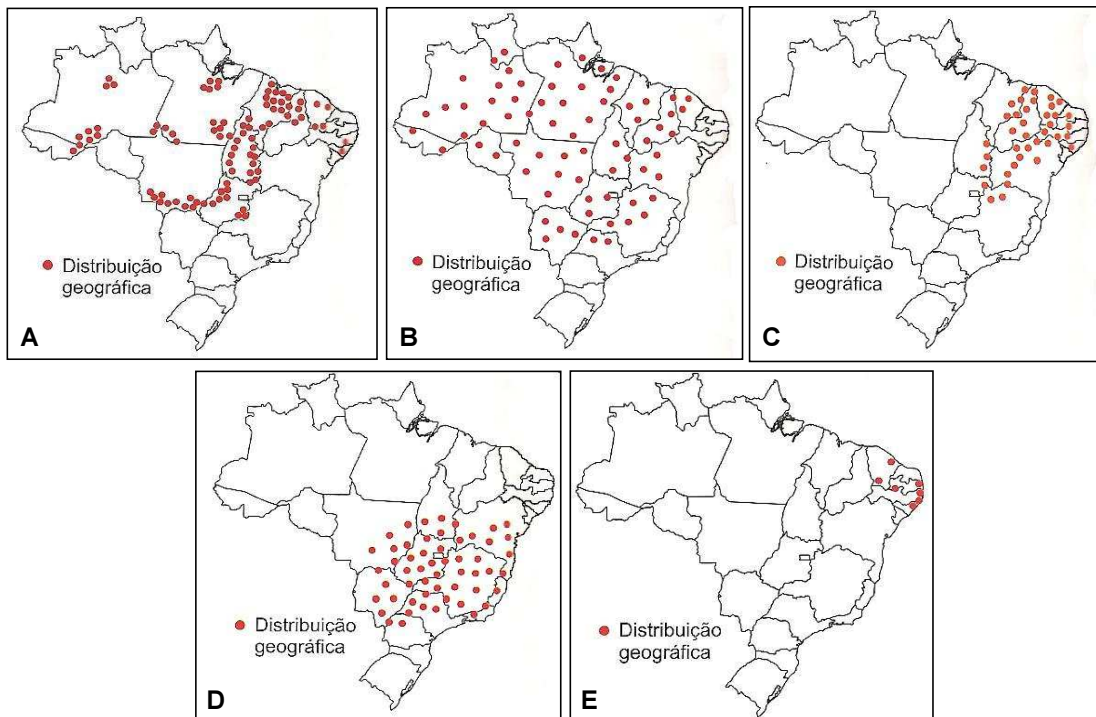 Distribuição
geográfica
A
Distribuição
geográfica
B
Distribuição
geográfica
C
Distribuição
geográfica
D
Distribuição
geográfica
E